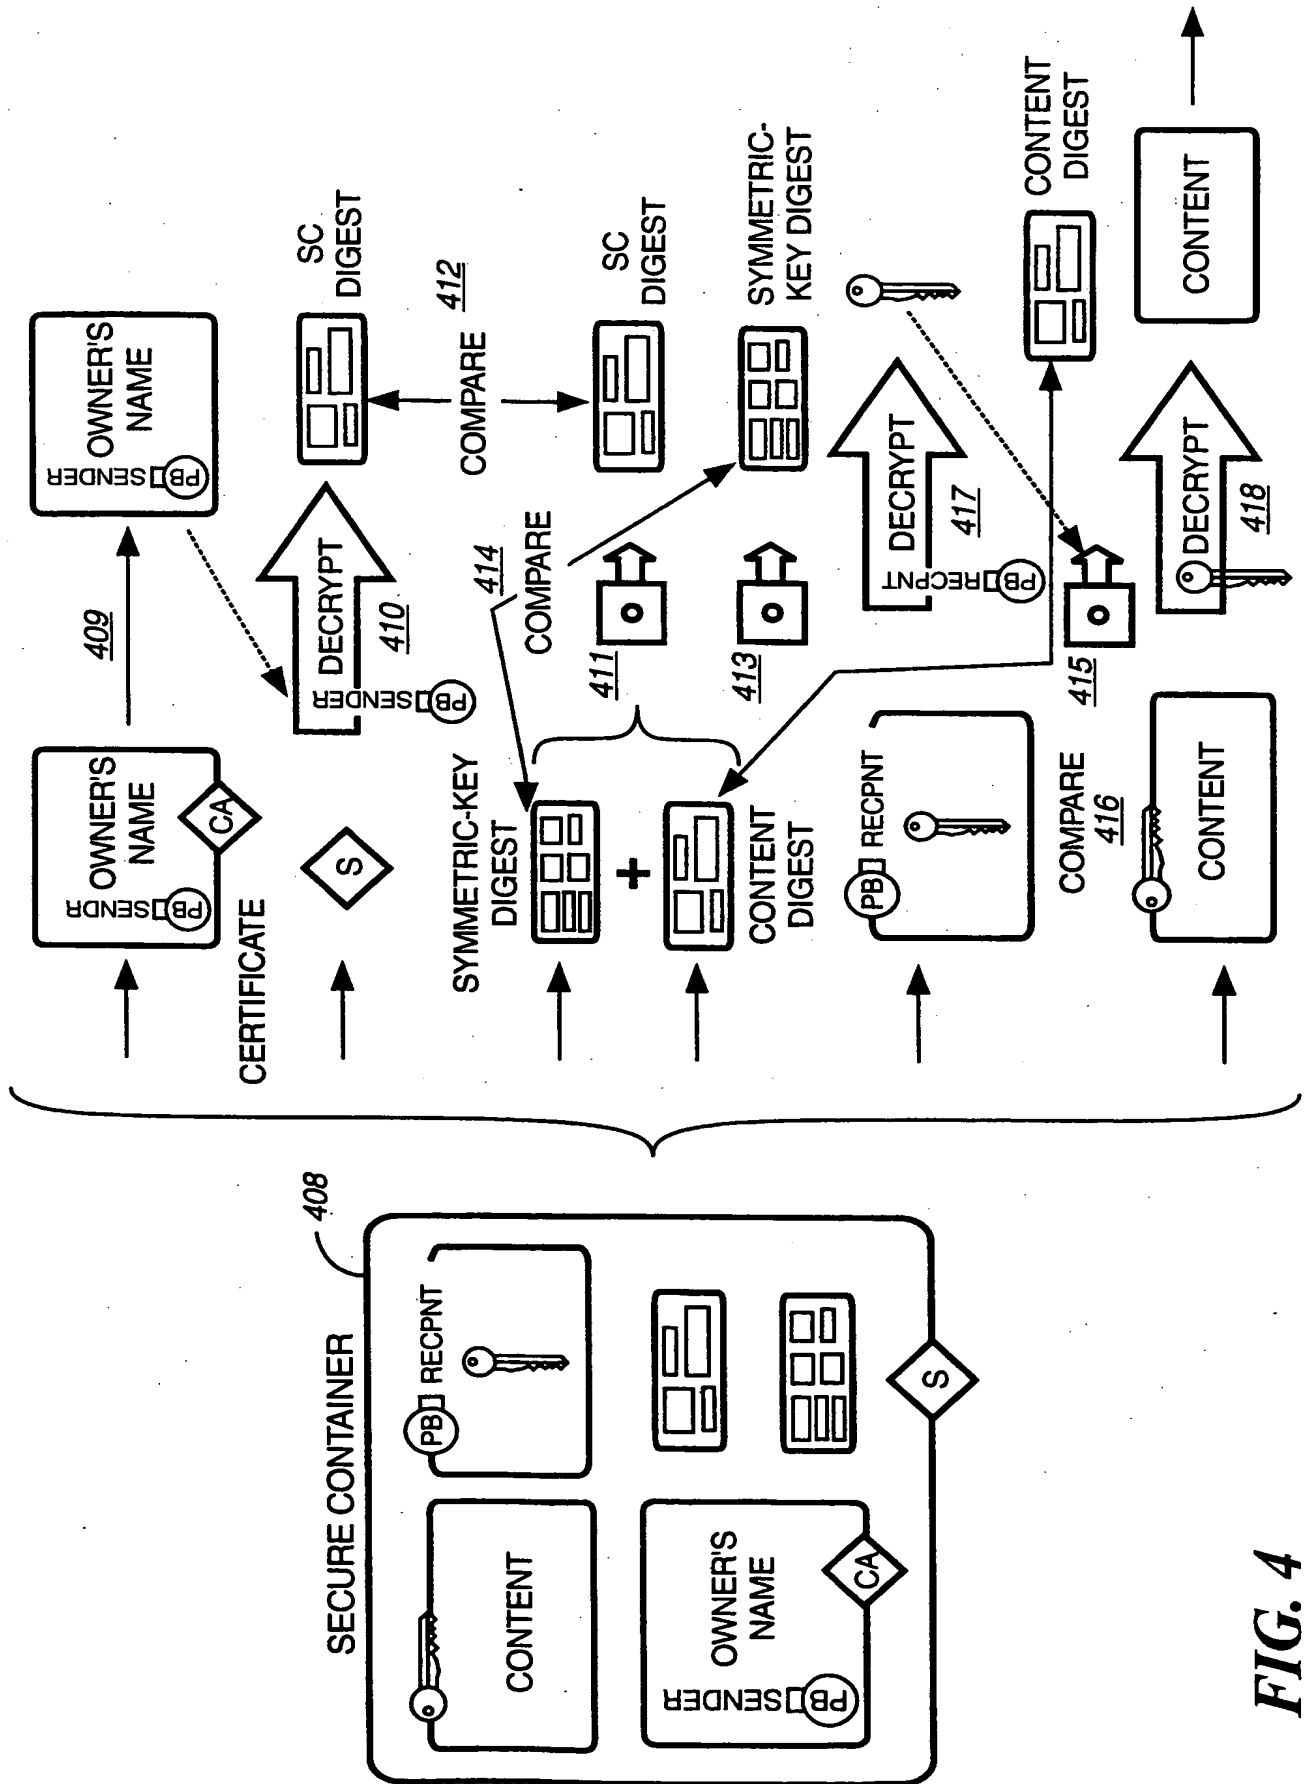 SECURE CONTAINER
408
CONTENT
PB RECPNT
OWNER'S
NAME
PB SENDER
CA
S
CERTIFICATE
OWNER'S
NAME
PB SENDR
CA
409
OWNER'S
NAME
PB SENDER
S
DECRYPT
410
PB SENDER
SC
DIGEST
COMPARE
412
SYMMETRIC-KEY
DIGEST
+
CONTENT
DIGEST
414
COMPARE
411
SC
DIGEST
413
SYMMETRIC-
KEY DIGEST
PB RECPNT
DECRYPT
417
PB RECPNT
COMPARE
416
415
CONTENT
DIGEST
CONTENT
DECRYPT
418
CONTENT
FIG. 4